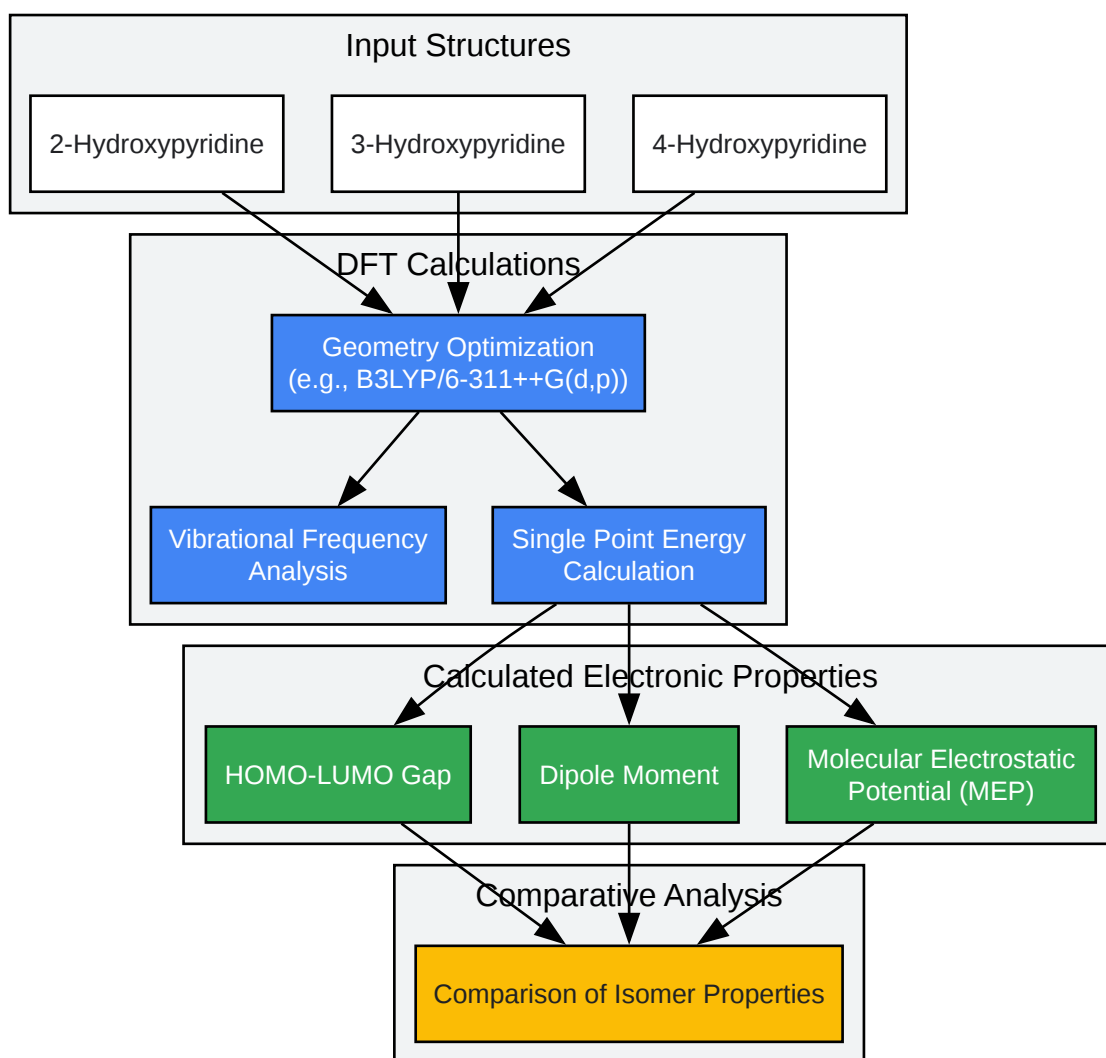 Input Structures
2-Hydroxypyridine
3-Hydroxypyridine
4-Hydroxypyridine
DFT Calculations
Geometry Optimization
(e.g., B3LYP/6-311++G(d,p))
Vibrational Frequency
Analysis
Single Point Energy
Calculation
Calculated Electronic Properties
HOMO-LUMO Gap
Dipole Moment
Molecular Electrostatic
Potential (MEP)
Comparative Analysis
Comparison of Isomer Properties